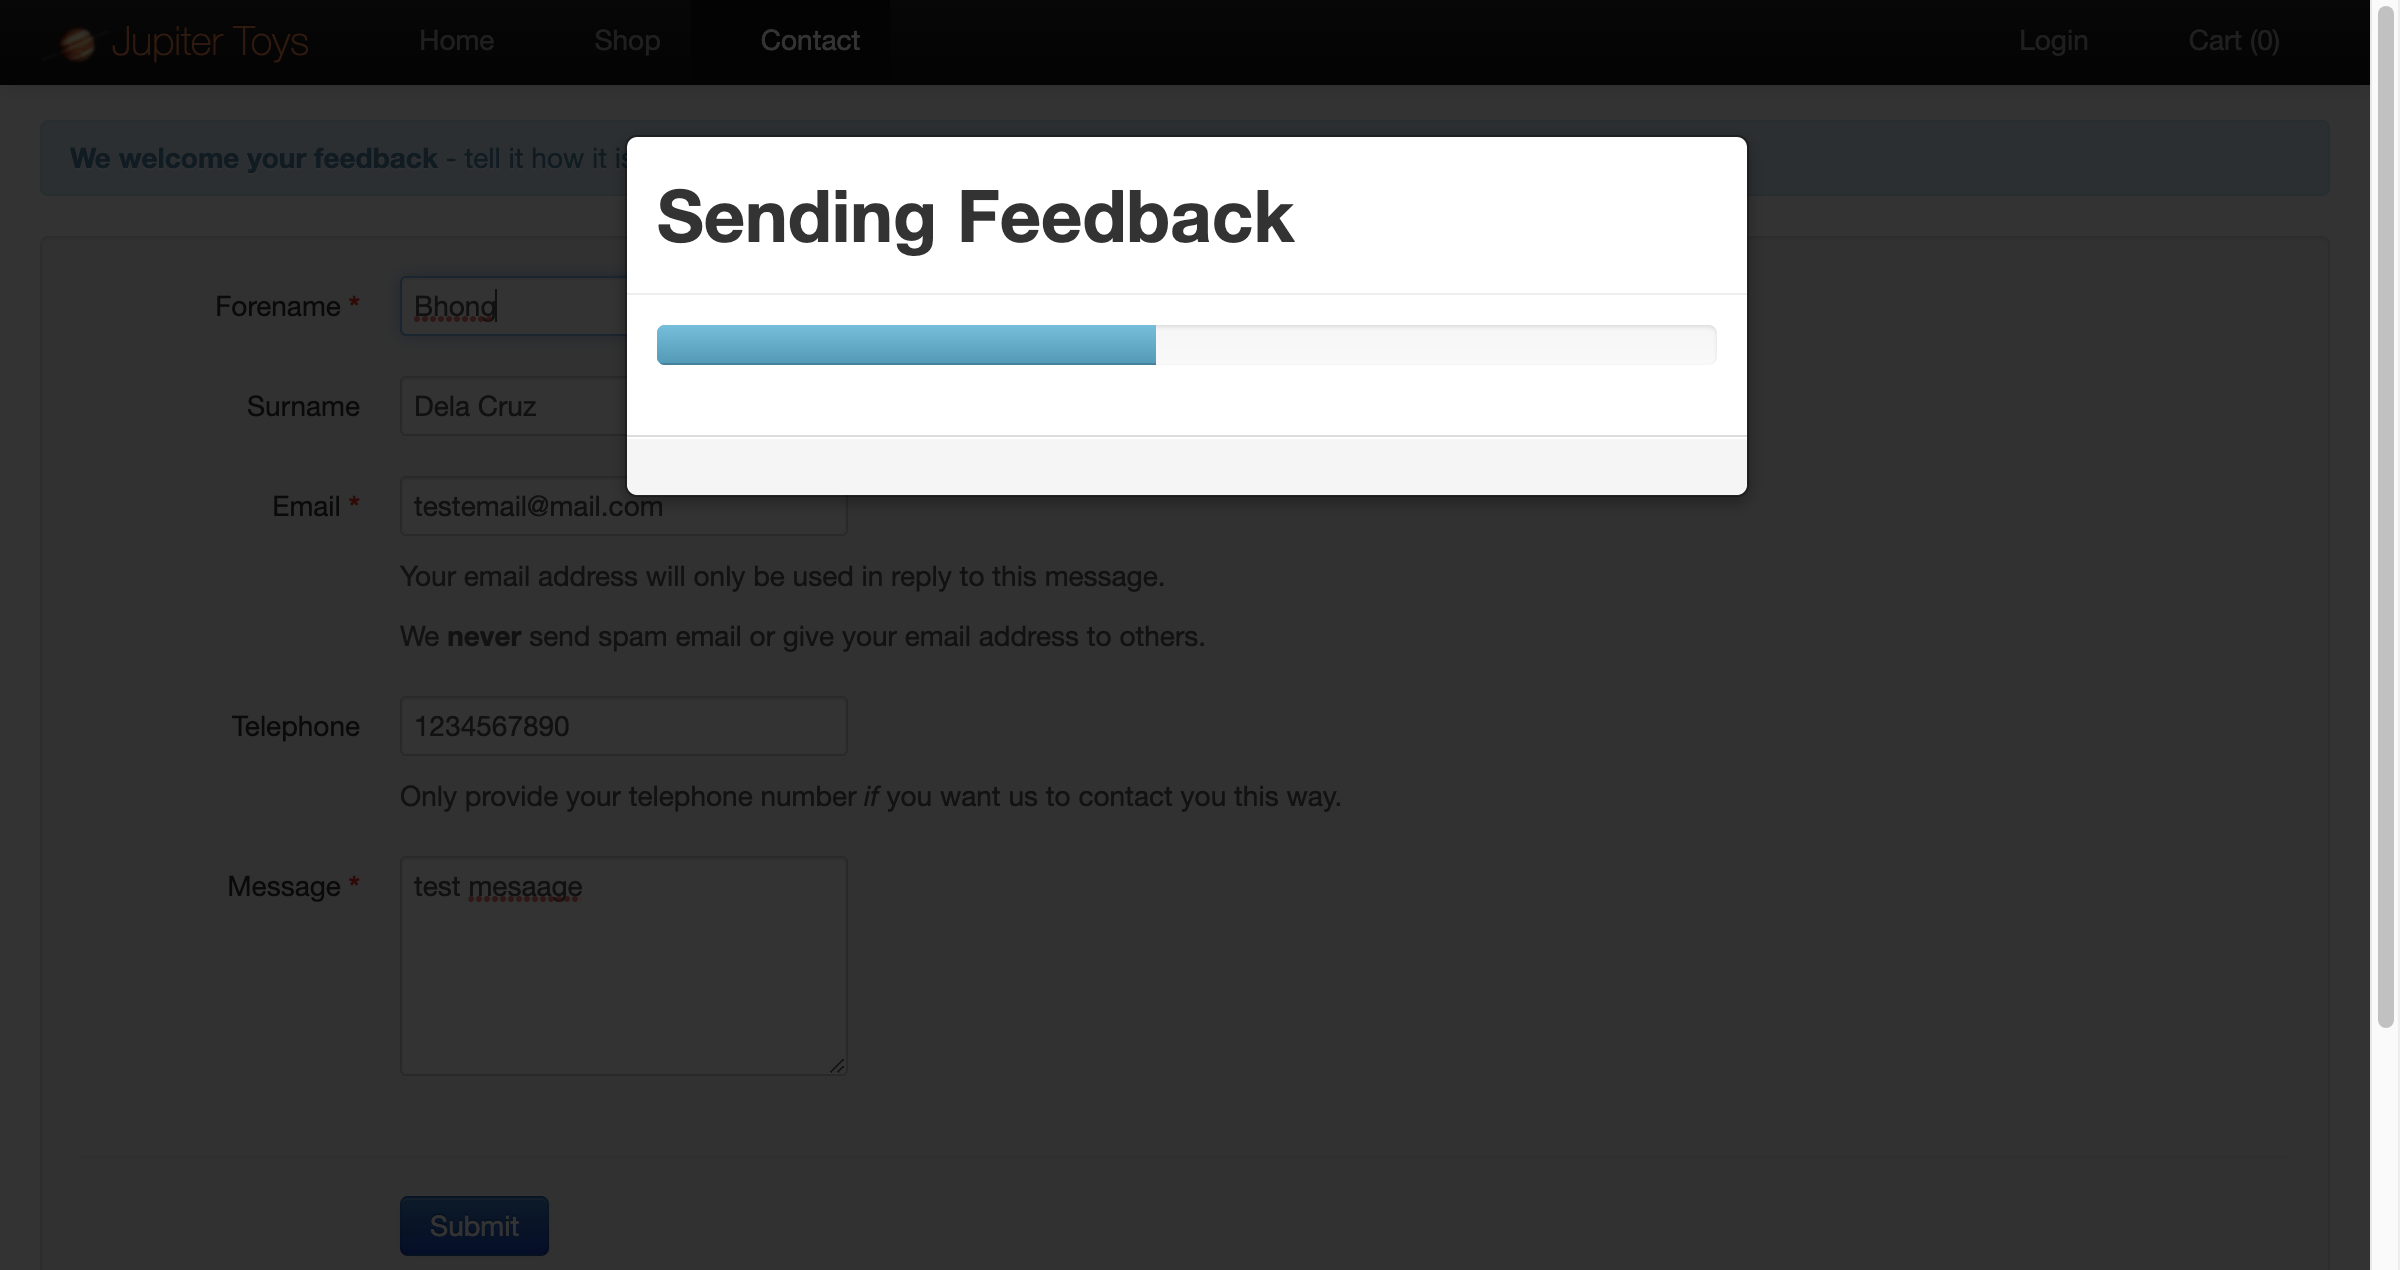 Jupiter Toys Home Shop Contact Login Cart (0)
We welcome your feedback - tell it how it is
Sending Feedback
Forename * Bhong
Surname Dela Cruz
Email * testemail@mail.com
Your email address will only be used in reply to this message.
We never send spam email or give your email address to others.
Telephone 1234567890
Only provide your telephone number if you want us to contact you this way.
Message * test mesaage
Submit